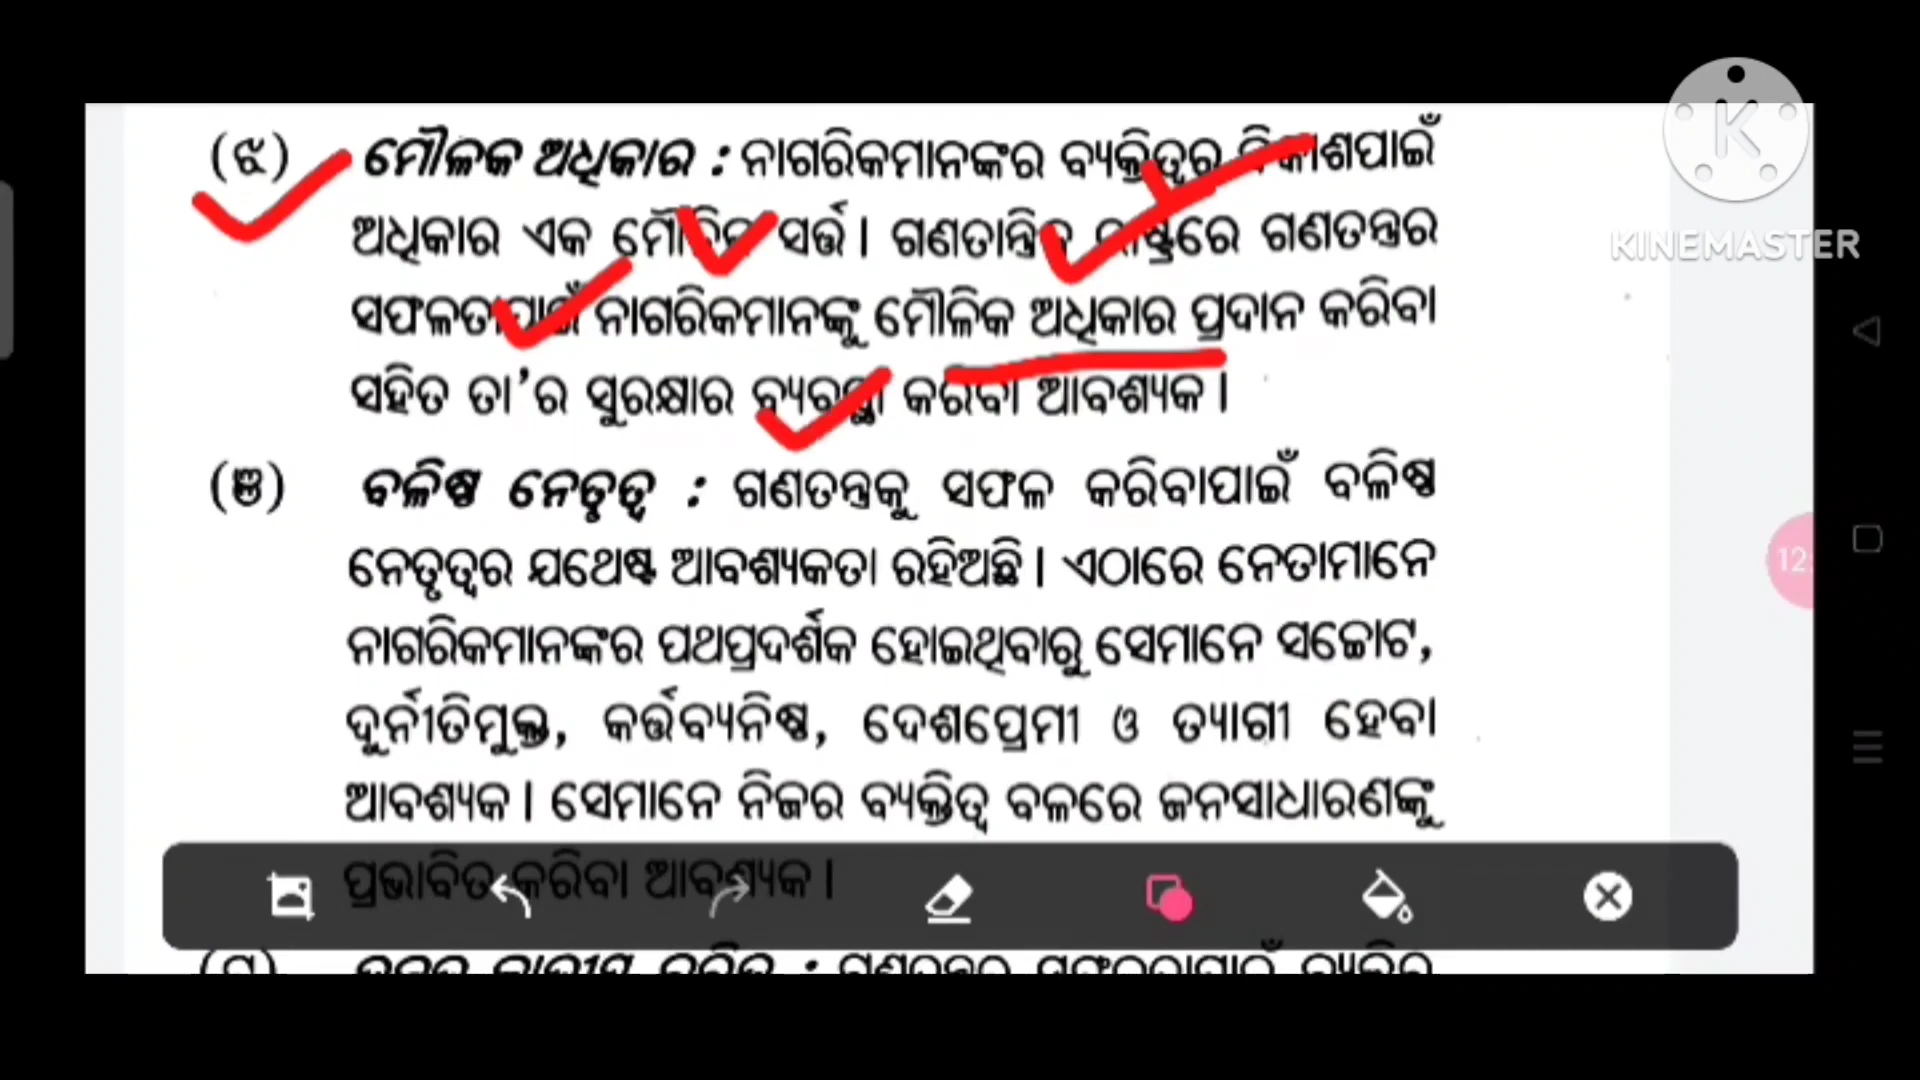 (ଝ) ମୌଳିକ ଅଧିକାର : ନାଗରିକମାନଙ୍କର ବ୍ୟକ୍ତିତ୍ୱର ବିକାଶପାଇଁ
ଅଧିକାର ଏକ ମୌଳିକ ସର୍ତ୍ତ । ଗଣତାନ୍ତ୍ରିକ ରାଷ୍ଟ୍ରରେ ଗଣତନ୍ତ୍ରର
ସଫଳତାପାଇଁ ନାଗରିକମାନଙ୍କୁ ମୌଳିକ ଅଧିକାର ପ୍ରଦାନ କରିବା
ସହିତ ତା'ର ସୁରକ୍ଷାର ବ୍ୟବସ୍ଥା କରିବା ଆବଶ୍ୟକ ।
(ଞ) ବଳିଷ୍ଠ ନେତୃତ୍ୱ : ଗଣତନ୍ତ୍ରକୁ ସଫଳ କରିବାପାଇଁ ବଳିଷ୍ଠ
ନେତୃତ୍ୱର ଯଥେଷ୍ଟ ଆବଶ୍ୟକତା ରହିଅଛି । ଏଠାରେ ନେତାମାନେ
ନାଗରିକମାନଙ୍କର ପଥପ୍ରଦର୍ଶକ ହୋଇଥିବାରୁ ସେମାନେ ସଚ୍ଚୋଟ,
ଦୁର୍ନୀତିମୁକ୍ତ, କର୍ତ୍ତବ୍ୟନିଷ୍ଠ, ଦେଶପ୍ରେମୀ ଓ ତ୍ୟାଗୀ ହେବା
ଆବଶ୍ୟକ । ସେମାନେ ନିଜର ବ୍ୟକ୍ତିତ୍ୱ ବଳରେ ଜନସାଧାରଣଙ୍କୁ
ପ୍ରଭାବିତ କରିବା ଆବଶ୍ୟକ ।
K
KINEMASTER
12: